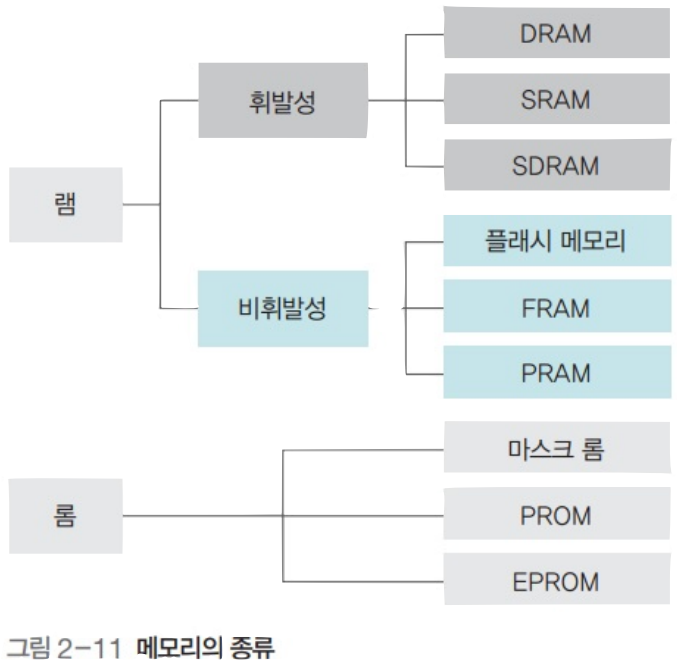 램
휘발성
DRAM
SRAM
SDRAM
비휘발성
플래시 메모리
FRAM
PRAM
롬
마스크 롬
PROM
EPROM
그림 2-11 메모리의 종류